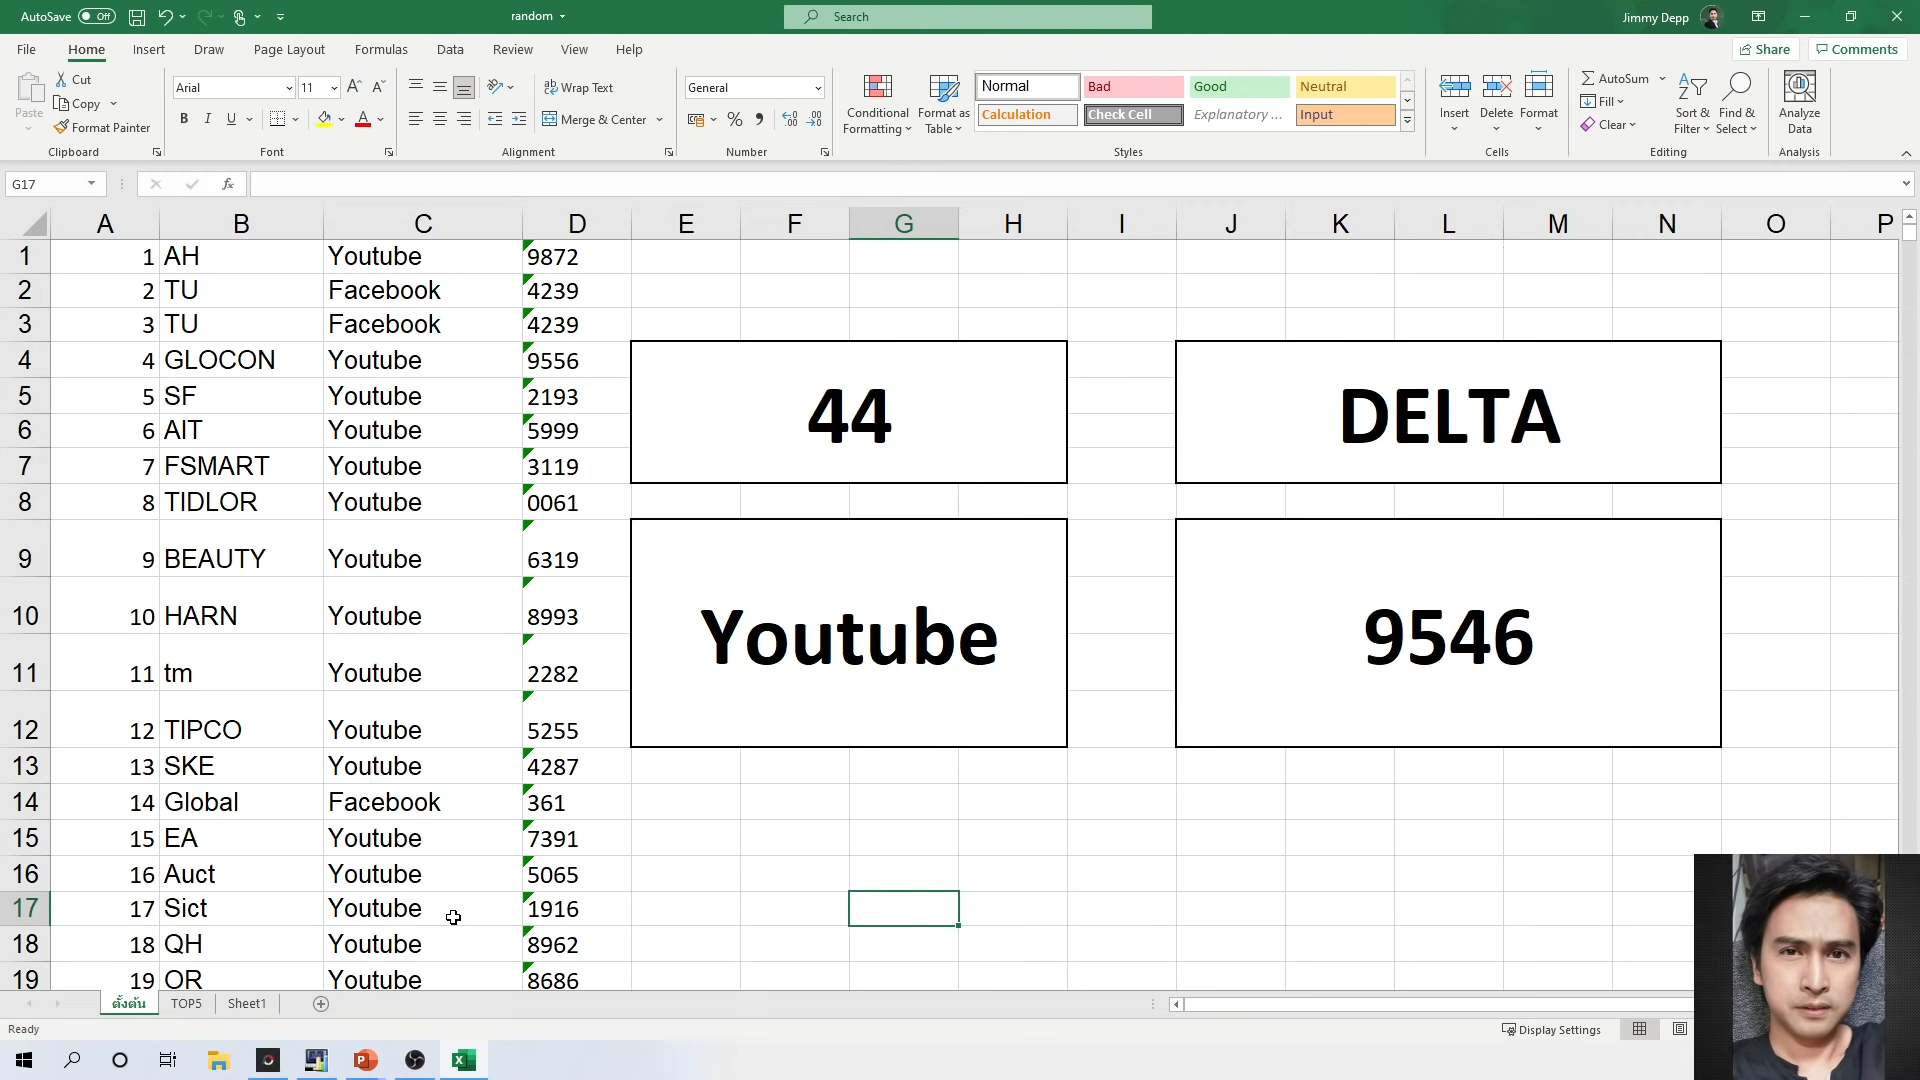 AutoSave Off random Search Jimmy Depp
File Home Insert Draw Page Layout Formulas Data Review View Help Share Comments
Paste Cut Copy Format Painter Clipboard
Arial 11 A A B I U A Font
ab Wrap Text Merge & Center Alignment
General % 9 Number
Conditional Formatting Format as Table
Normal Bad Good Neutral
Calculation Check Cell Explanatory ... Input
Styles
Insert Delete Format Cells
AutoSum Fill Clear Sort & Filter Find & Select Editing
Analyze Data Analysis
G17 fx
A B C D E F G H I J K L M N O P
1 1 AH Youtube 9872
2 2 TU Facebook 4239
3 3 TU Facebook 4239
4 4 GLOCON Youtube 9556
5 5 SF Youtube 2193
6 6 AIT Youtube 5999
7 7 FSMART Youtube 3119
8 8 TIDLOR Youtube 0061
9 9 BEAUTY Youtube 6319
10 10 HARN Youtube 8993
11 11 tm Youtube 2282
12 12 TIPCO Youtube 5255
13 13 SKE Youtube 4287
14 14 Global Facebook 361
15 15 EA Youtube 7391
16 16 Auct Youtube 5065
17 17 Sict Youtube 1916
18 18 QH Youtube 8962
19 19 OR Youtube 8686
44 DELTA
Youtube 9546
ตั้งต้น TOP5 Sheet1
Ready Display Settings